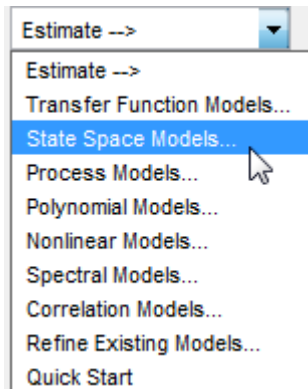 Estimate -->
Estimate -->
Transfer Function Models...
State Space Models...
Process Models...
Polynomial Models...
Nonlinear Models...
Spectral Models...
Correlation Models...
Refine Existing Models...
Quick Start